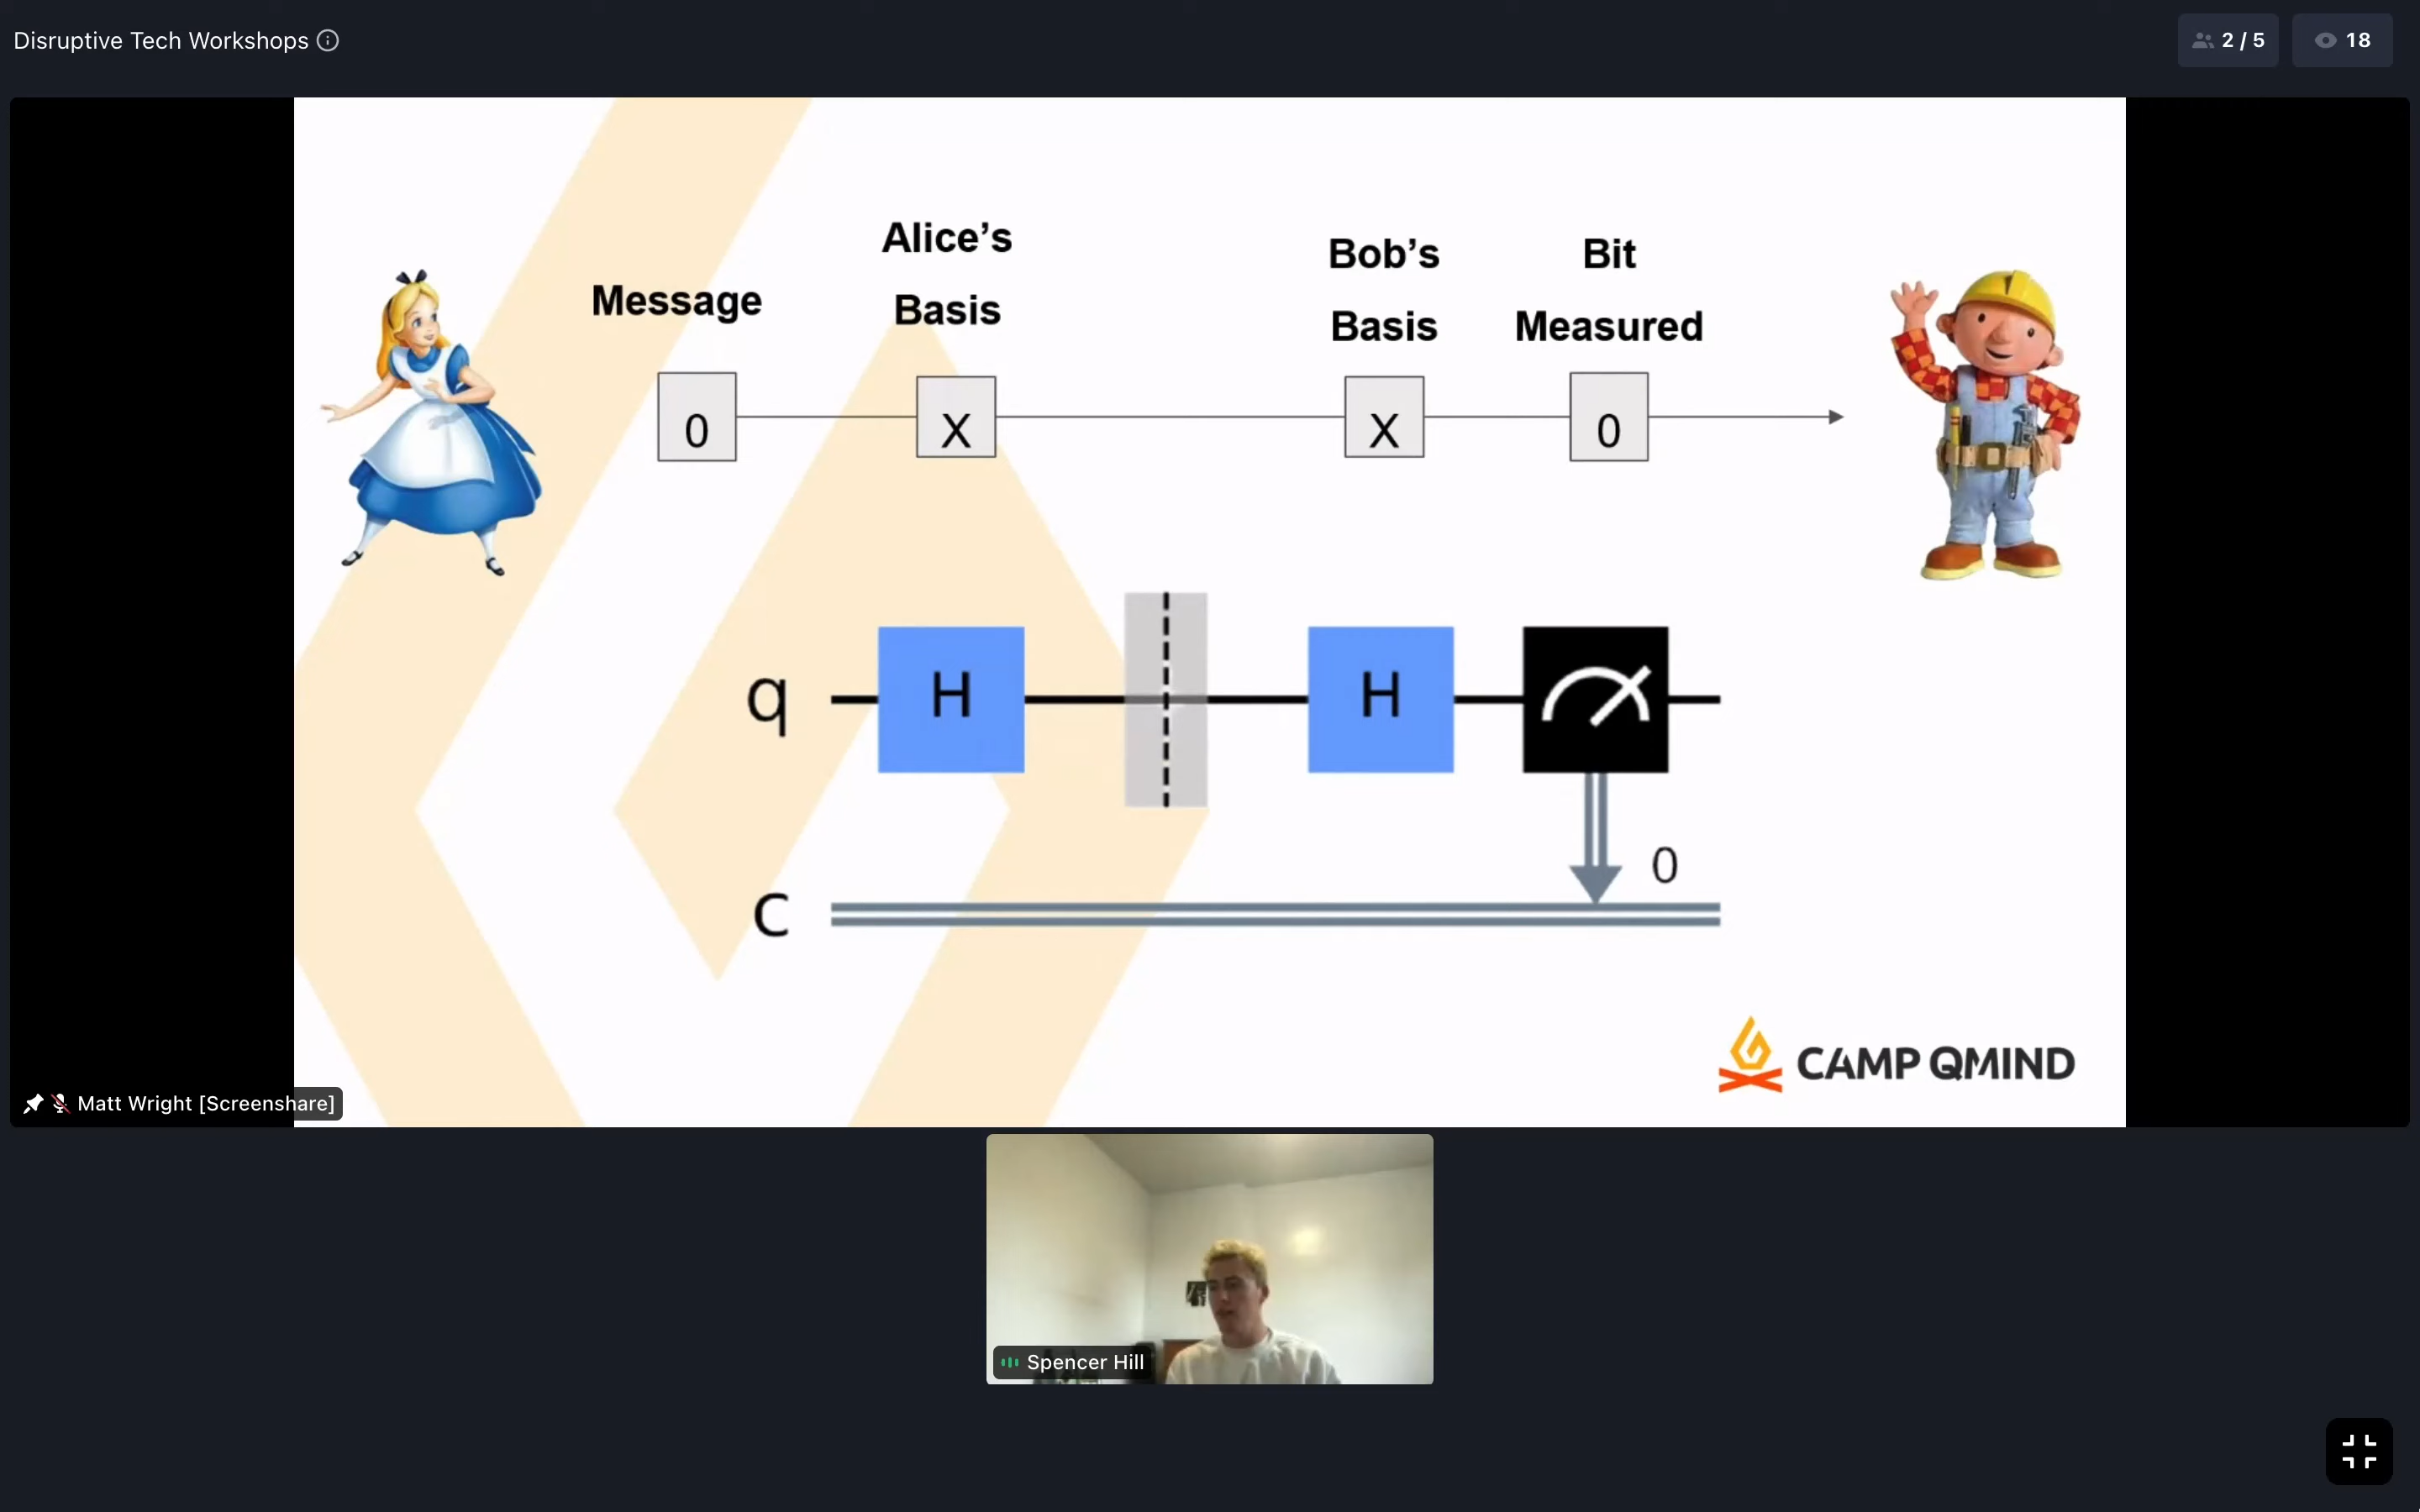 Disruptive Tech Workshops
2 / 5
18
Alice's
Basis
Message
Bob's
Basis
Bit
Measured
0
X
X
0
q
H
H
0
c
CAMP QMIND
Matt Wright [Screenshare]
Spencer Hill